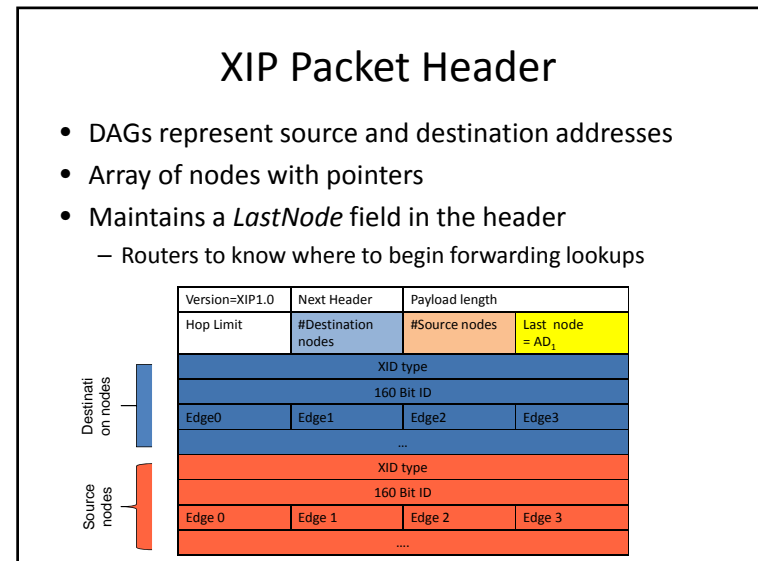 XIP Packet Header
• DAGs represent source and destination addresses
• Array of nodes with pointers
• Maintains a LastNode field in the header
– Routers to know where to begin forwarding lookups
Version=XIP1.0 Next Header Payload length
Hop Limit #Destination nodes #Source nodes Last node = AD₁
Destinati
on nodes
XID type
160 Bit ID
Edge0 Edge1 Edge2 Edge3
...
Source
nodes
XID type
160 Bit ID
Edge 0 Edge 1 Edge 2 Edge 3
....